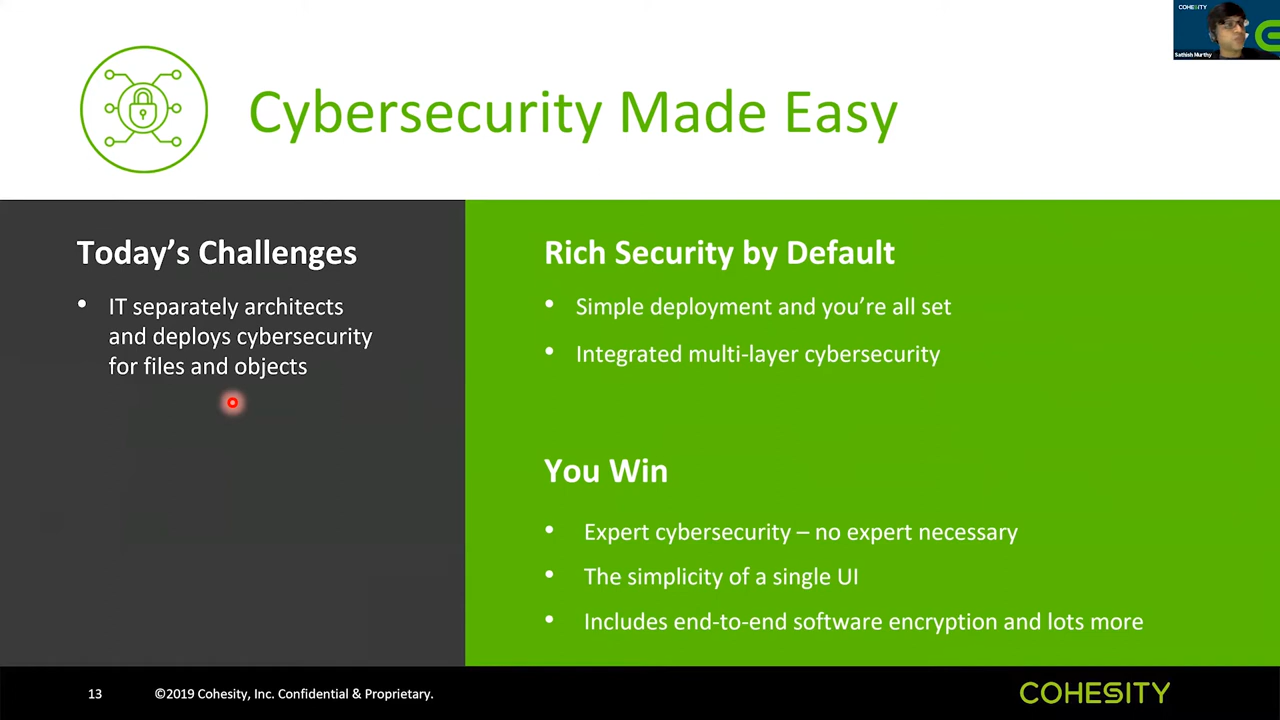 COHESITY
Sathish Murthy
Cybersecurity Made Easy
Today’s Challenges
• IT separately architects
and deploys cybersecurity
for files and objects
Rich Security by Default
• Simple deployment and you’re all set
• Integrated multi-layer cybersecurity
You Win
• Expert cybersecurity – no expert necessary
• The simplicity of a single UI
• Includes end-to-end software encryption and lots more
13
©2019 Cohesity, Inc. Confidential & Proprietary.
COHESITY